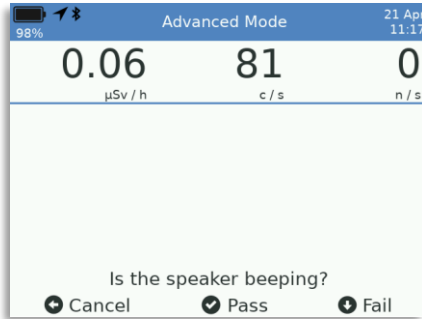 98%
Advanced Mode
21 Apr
11:17
0.06 81 0
µSv / h c / s n / s
Is the speaker beeping?
Cancel Pass Fail